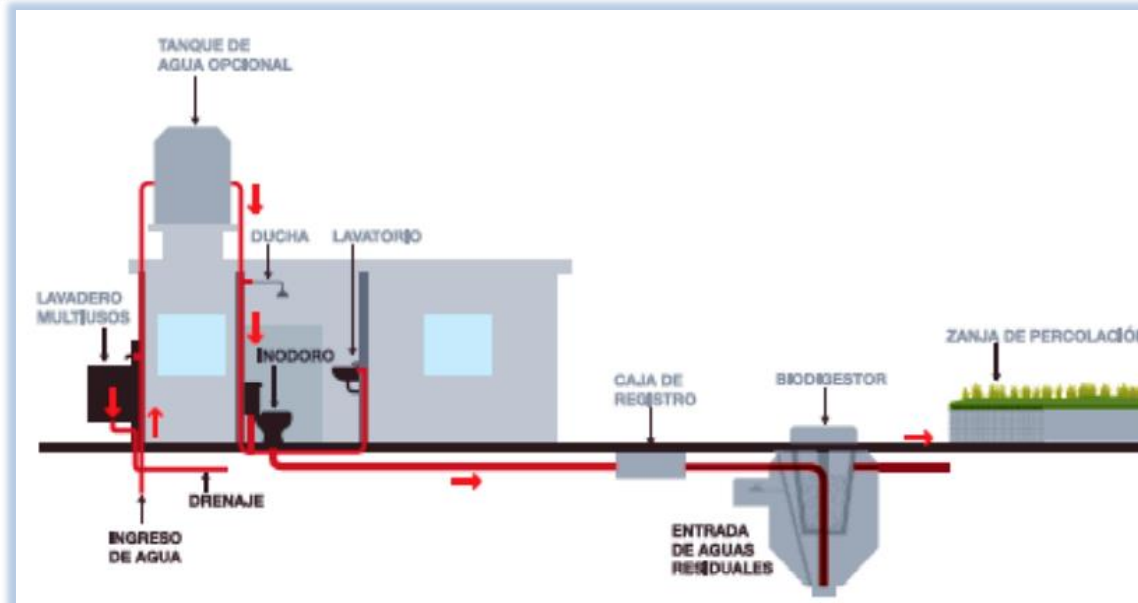 TANQUE DE
AGUA OPCIONAL
DUCHA
LAVATORIO
LAVADERO
MULTIUSOS
INODORO
CAJA DE
REGISTRO
BIODIGESTOR
ZANJA DE PERCOLACIÓN
DRENAJE
INGRESO
DE AGUA
ENTRADA
DE AGUAS
RESIDUALES